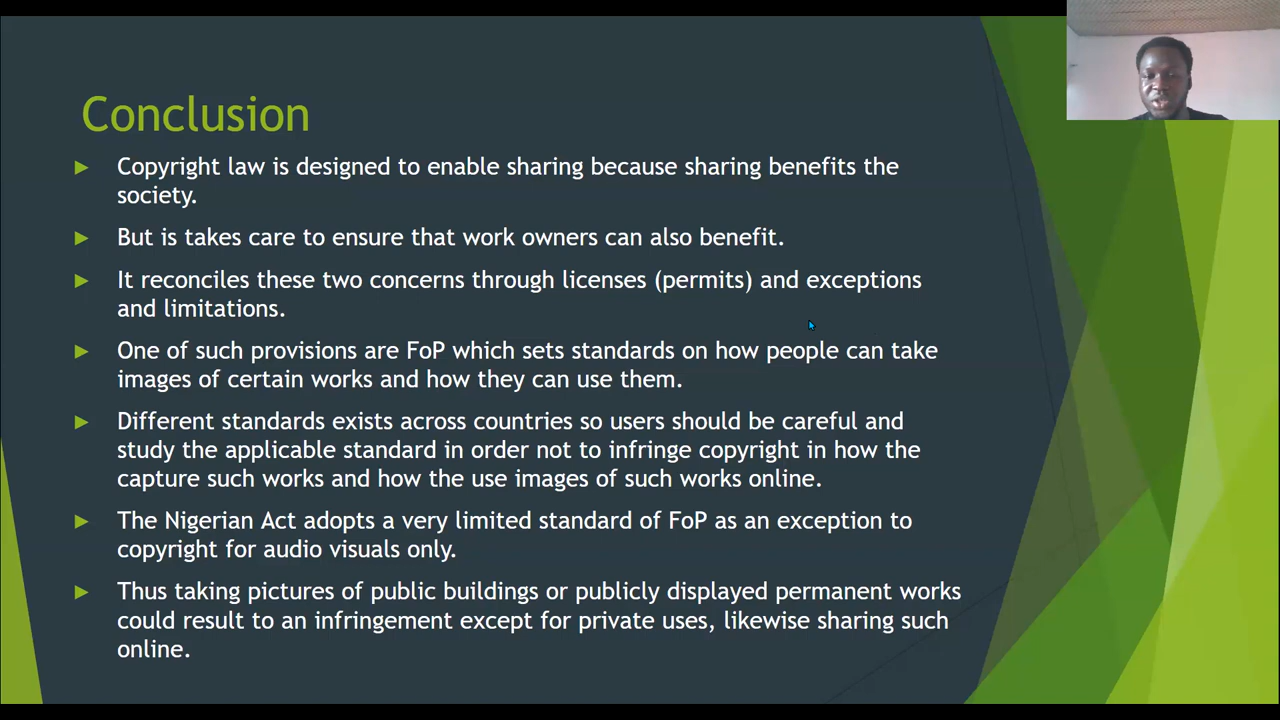 Conclusion
Copyright law is designed to enable sharing because sharing benefits the
society.
But is takes care to ensure that work owners can also benefit.
It reconciles these two concerns through licenses (permits) and exceptions
and limitations.
One of such provisions are FoP which sets standards on how people can take
images of certain works and how they can use them.
Different standards exists across countries so users should be careful and
study the applicable standard in order not to infringe copyright in how the
capture such works and how the use images of such works online.
The Nigerian Act adopts a very limited standard of FoP as an exception to
copyright for audio visuals only.
Thus taking pictures of public buildings or publicly displayed permanent works
could result to an infringement except for private uses, likewise sharing such
online.